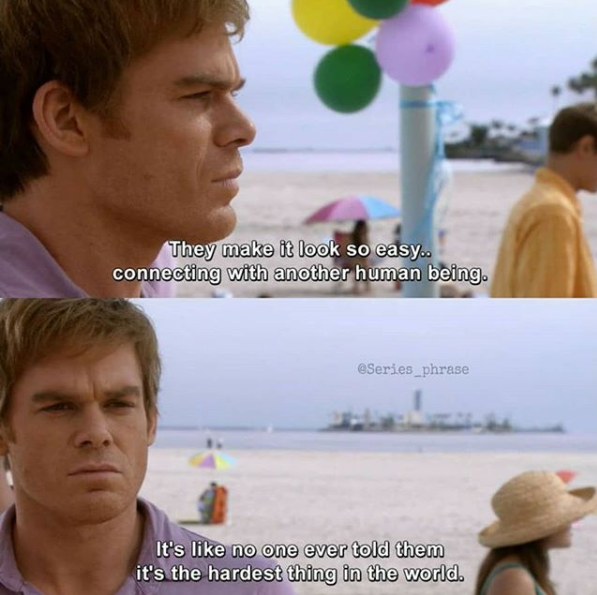 They make it look so easy..
connecting with another human being.
@Series_phrase
It's like no one ever told them
it's the hardest thing in the world.